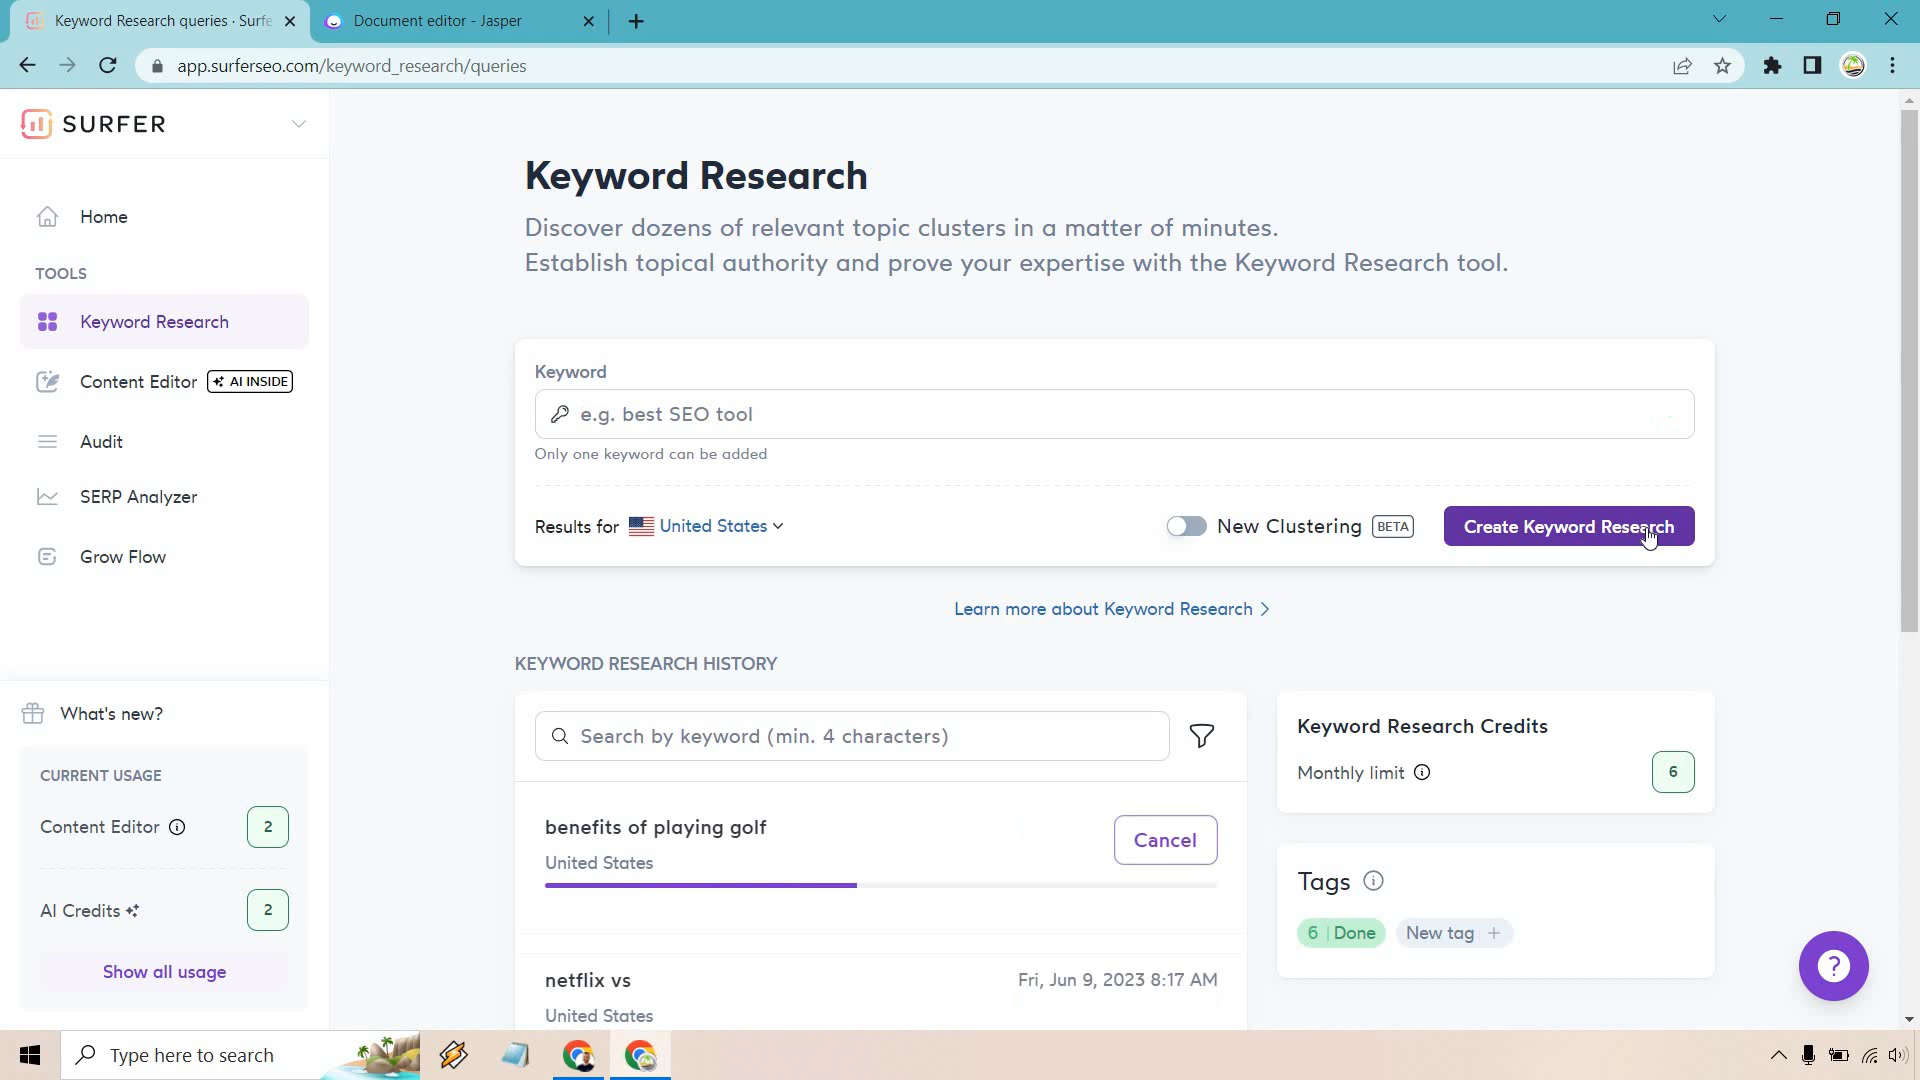 Keyword Research queries · Surfe
Document editor - Jasper
app.surferseo.com/keyword_research/queries
SURFER
Home
TOOLS
Keyword Research
Content Editor AI INSIDE
Audit
SERP Analyzer
Grow Flow
What's new?
CURRENT USAGE
Content Editor 2
AI Credits 2
Show all usage
Keyword Research
Discover dozens of relevant topic clusters in a matter of minutes.
Establish topical authority and prove your expertise with the Keyword Research tool.
Keyword
e.g. best SEO tool
Only one keyword can be added
Results for United States
New Clustering BETA
Create Keyword Research
Learn more about Keyword Research
KEYWORD RESEARCH HISTORY
Search by keyword (min. 4 characters)
benefits of playing golf
United States
Cancel
netflix vs
Fri, Jun 9, 2023 8:17 AM
United States
Keyword Research Credits
Monthly limit 6
Tags
6 | Done New tag +
?
Type here to search